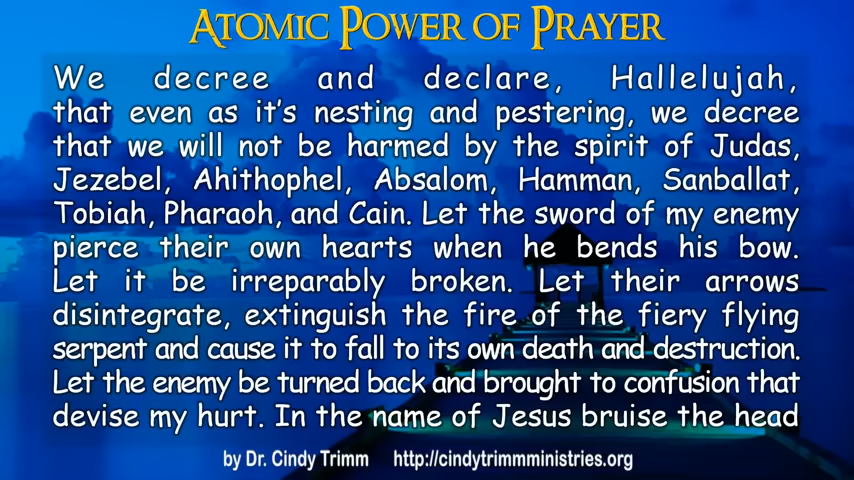 Atomic Power of Prayer
We decree and declare, Hallelujah,
that even as it's nesting and pestering, we decree
that we will not be harmed by the spirit of Judas,
Jezebel, Ahithophel, Absalom, Hamman, Sanballat,
Tobiah, Pharaoh, and Cain. Let the sword of my enemy
pierce their own hearts when he bends his bow.
Let it be irreparably broken. Let their arrows
disintegrate, extinguish the fire of the fiery flying
serpent and cause it to fall to its own death and destruction.
Let the enemy be turned back and brought to confusion that
devise my hurt. In the name of Jesus bruise the head
by Dr. Cindy Trimm http://cindytrimmministries.org